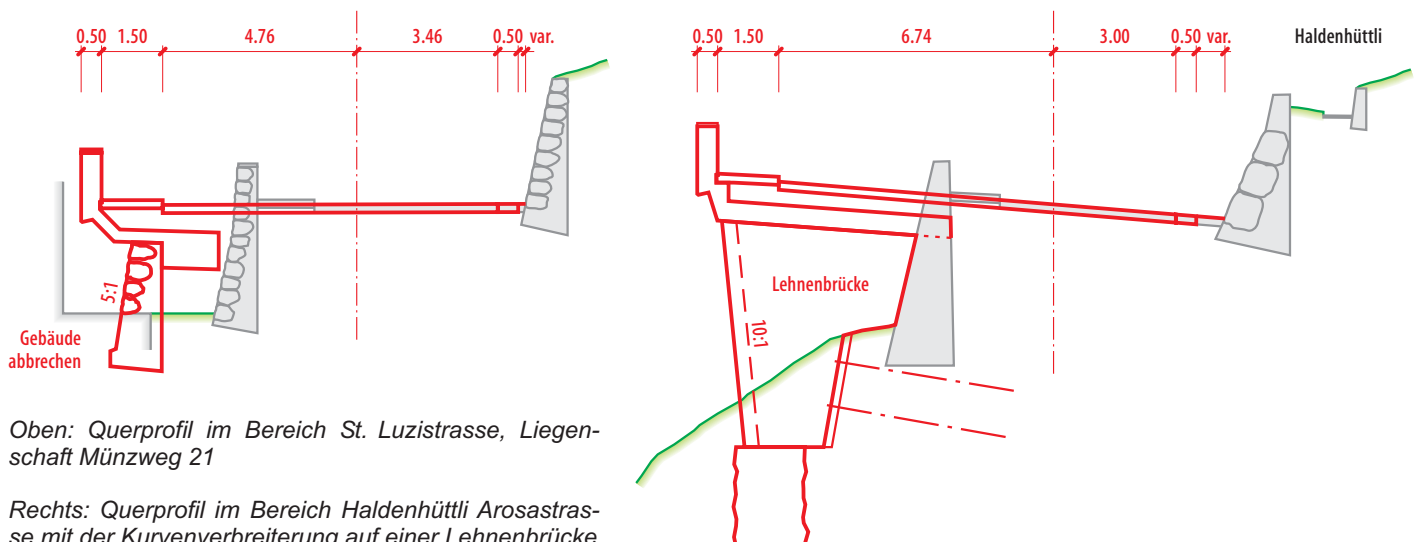 0.50 1.50 4.76 3.46 0.50 var.
5:1
Gebäude
abbrechen
0.50 1.50 6.74 3.00 0.50 var.
Haldenhüttli
Lehnenbrücke
10:1
Oben: Querprofil im Bereich St. Luzistrasse, Liegen-
schaft Münzweg 21
Rechts: Querprofil im Bereich Haldenhüttli Arosastras-
se mit der Kurvenverbreiterung auf einer Lehnenbrücke